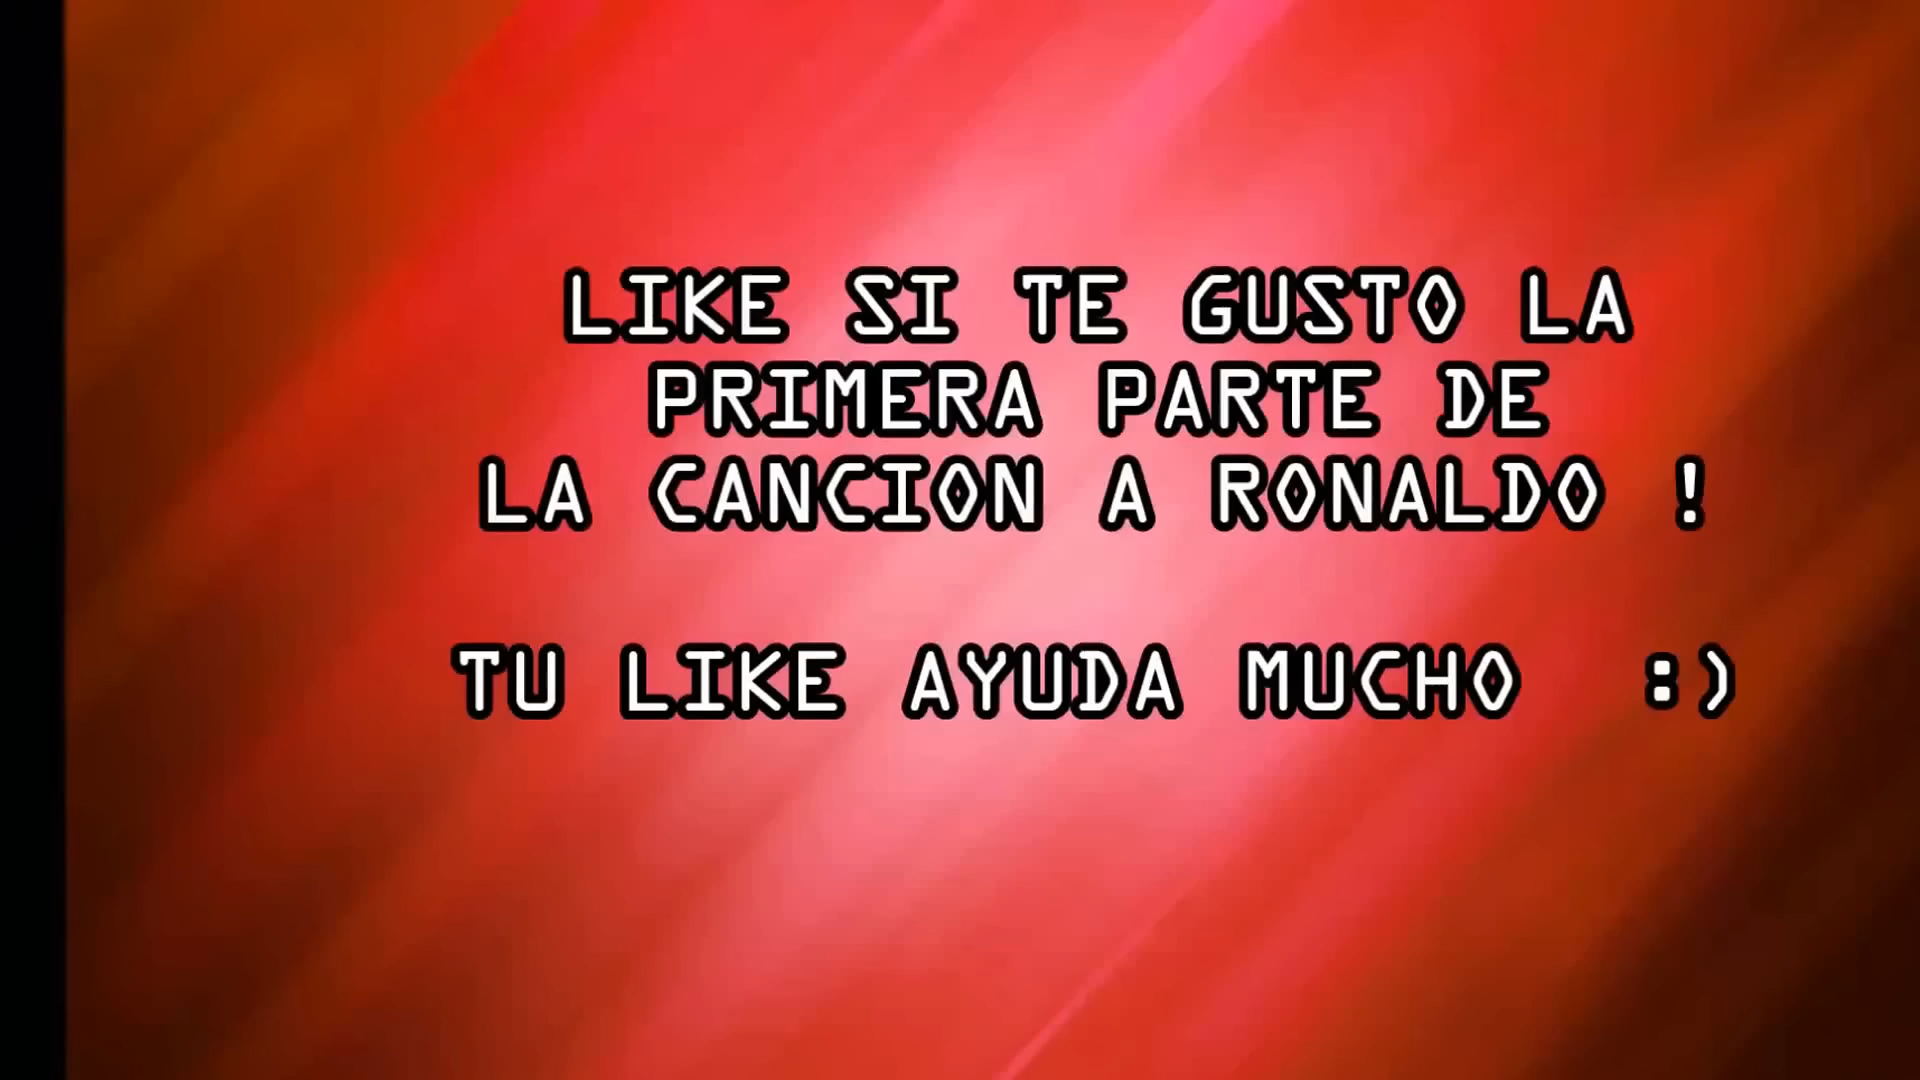 LIKE SI TE GUSTO LA
PRIMERA PARTE DE
LA CANCION A RONALDO !
TU LIKE AYUDA MUCHO :)